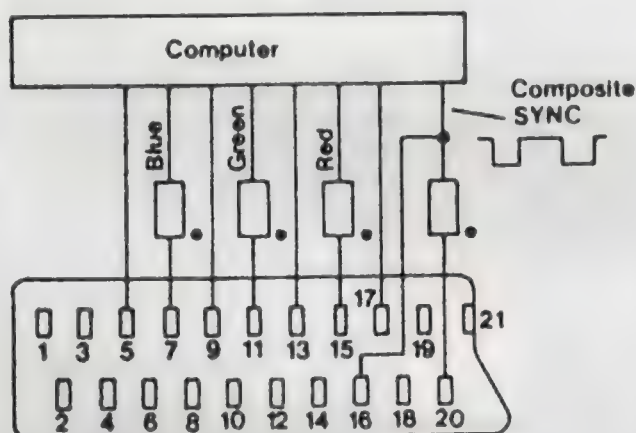 Computer
Composite
SYNC
Blue
Green
Red
17
21
1 3 5 7 9 11 13 15 19
2 4 6 8 10 12 14 16 18 20